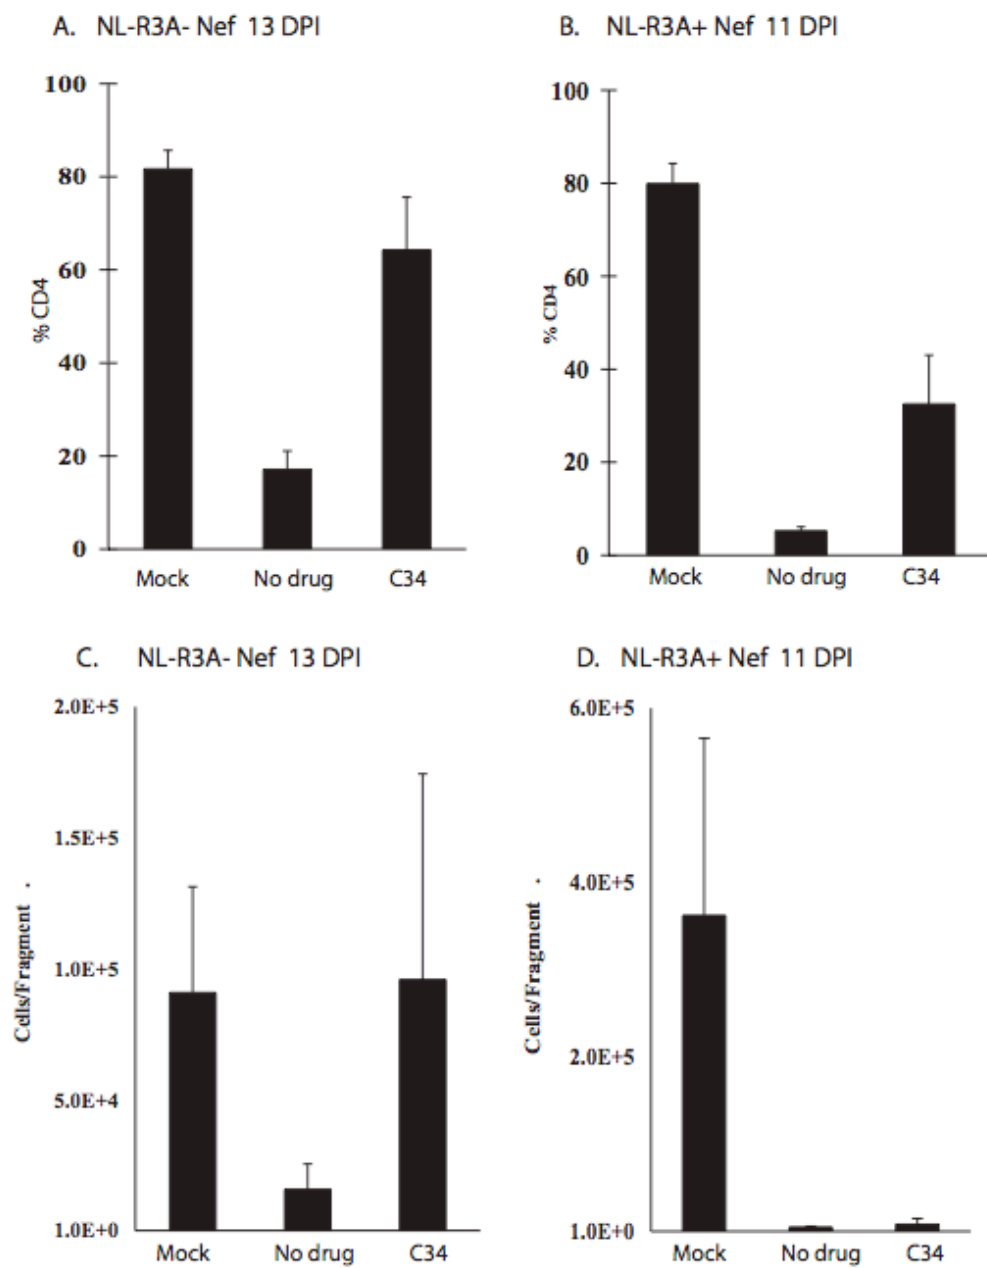 A. NL-R3A- Nef 13 DPI
100
80
60
40
20
0
% CD4
Mock No drug C34
B. NL-R3A+ Nef 11 DPI
100
80
60
40
20
0
% CD4
Mock No drug C34
C. NL-R3A- Nef 13 DPI
2.0E+5
1.5E+5
1.0E+5
5.0E+4
1.0E+0
Cells/Fragment .
Mock No drug C34
D. NL-R3A+ Nef 11 DPI
6.0E+5
4.0E+5
2.0E+5
1.0E+0
Cells/Fragment .
Mock No drug C34